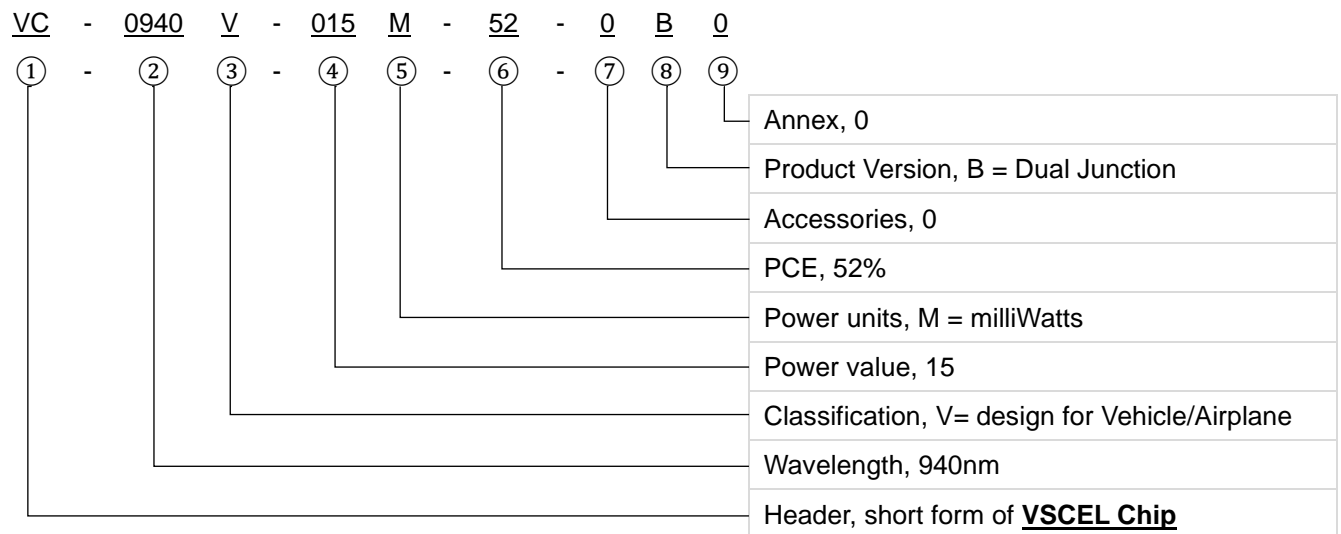 VC - 0940 V - 015 M - 52 - 0 B 0
① - ② ③ - ④ ⑤ - ⑥ - ⑦ ⑧ ⑨
Annex, 0
Product Version, B = Dual Junction
Accessories, 0
PCE, 52%
Power units, M = milliWatts
Power value, 15
Classification, V= design for Vehicle/Airplane
Wavelength, 940nm
Header, short form of VSCEL Chip